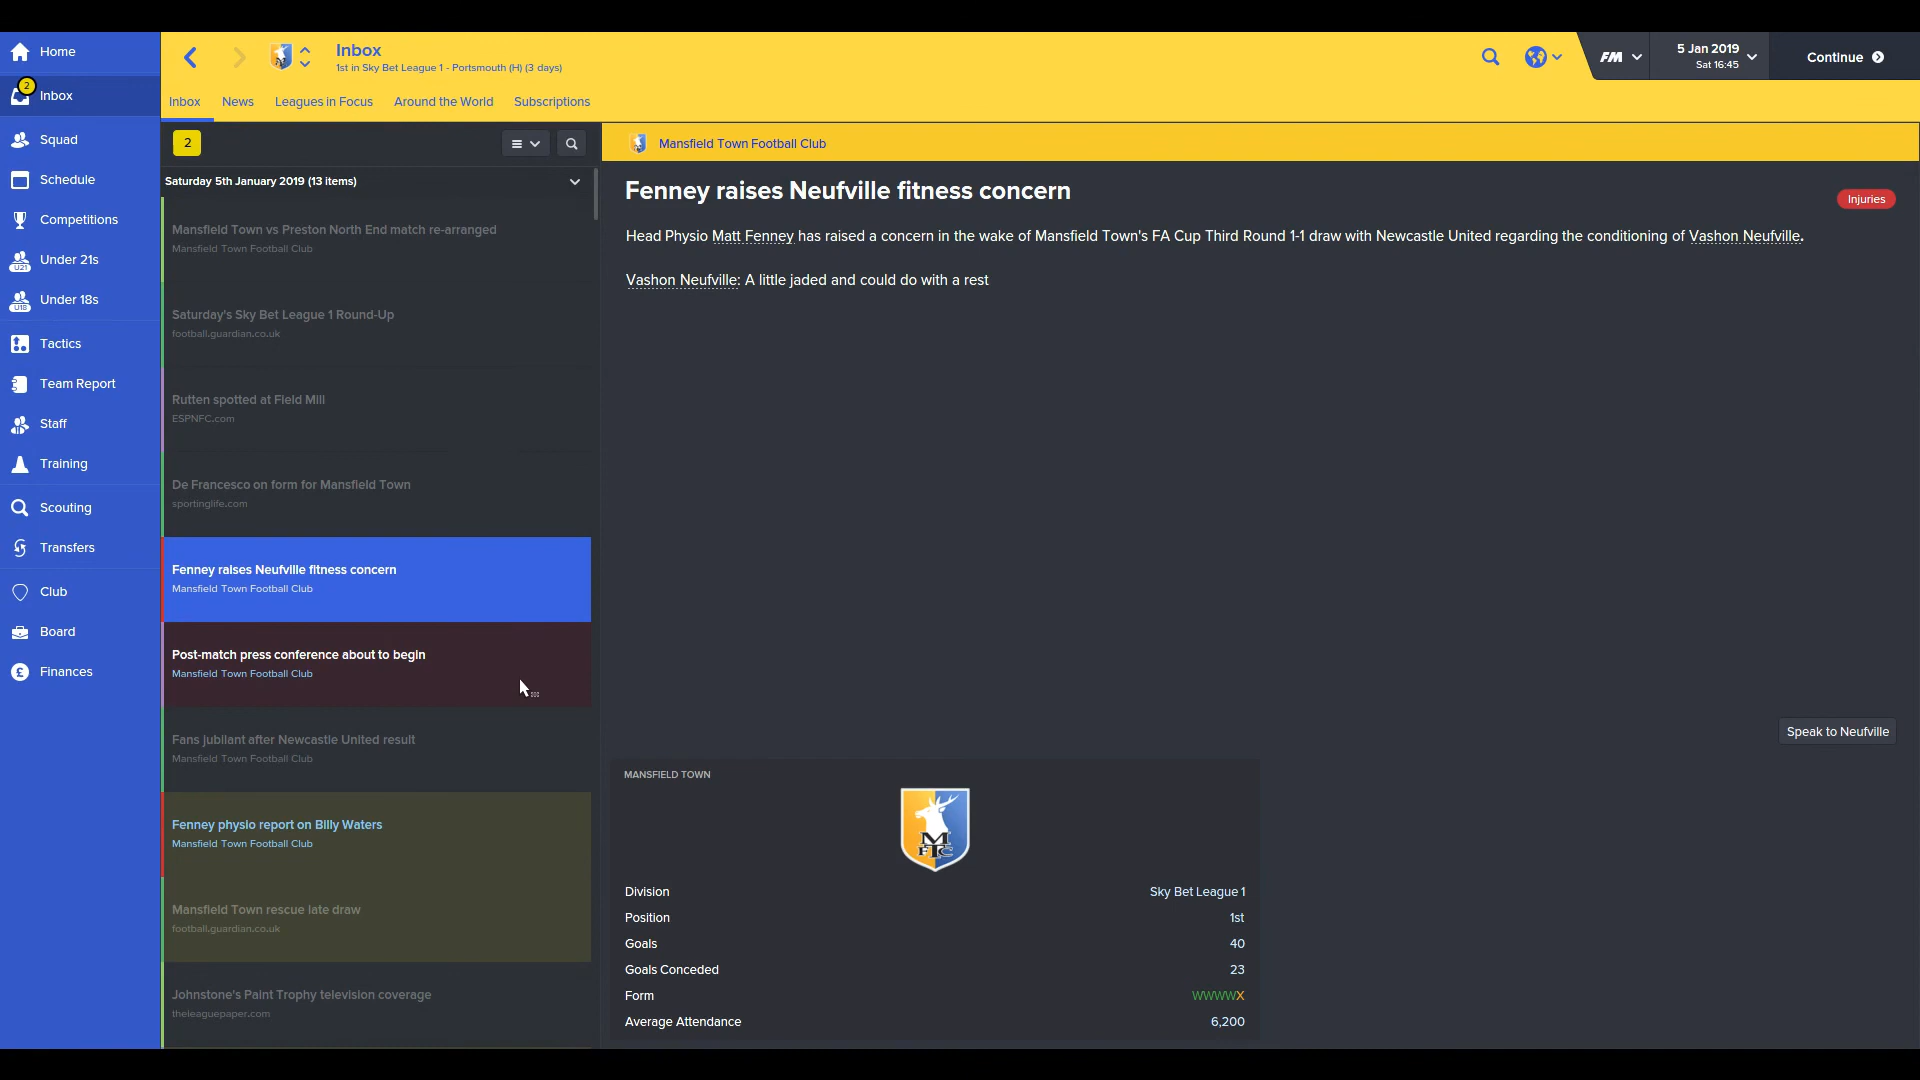 Home
2
Inbox
Squad
Schedule
Competitions
U21
Under 21s
U18
Under 18s
Tactics
Team Report
Staff
Training
Scouting
Transfers
Club
Board
£
Finances
Inbox
1st in Sky Bet League 1 - Portsmouth (H) (3 days)
FM
5 Jan 2019
Sat 16:45
Continue
Inbox
News
Leagues in Focus
Around the World
Subscriptions
2
Saturday 5th January 2019 (13 items)
Mansfield Town vs Preston North End match re-arranged
Mansfield Town Football Club
Saturday's Sky Bet League 1 Round-Up
football.guardian.co.uk
Rutten spotted at Field Mill
ESPNFC.com
De Francesco on form for Mansfield Town
sportinglife.com
Fenney raises Neufville fitness concern
Mansfield Town Football Club
Post-match press conference about to begin
Mansfield Town Football Club
Fans jubilant after Newcastle United result
Mansfield Town Football Club
Fenney physio report on Billy Waters
Mansfield Town Football Club
Mansfield Town rescue late draw
football.guardian.co.uk
Johnstone's Paint Trophy television coverage
theleaguepaper.com
Mansfield Town Football Club
Fenney raises Neufville fitness concern
Injuries
Head Physio Matt Fenney has raised a concern in the wake of Mansfield Town's FA Cup Third Round 1-1 draw with Newcastle United regarding the conditioning of Vashon Neufville.
Vashon Neufville: A little jaded and could do with a rest
Speak to Neufville
MANSFIELD TOWN
M
FTC
Division Sky Bet League 1
Position 1st
Goals 40
Goals Conceded 23
Form WWWWX
Average Attendance 6,200